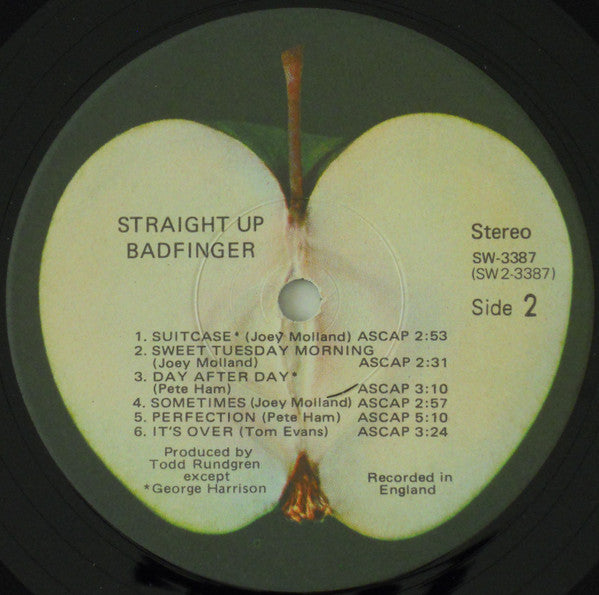 STRAIGHT UP
BADFINGER
Stereo
SW-3387
(SW2-3387)
Side 2
1. SUITCASE* (Joey Molland) ASCAP 2:53
2. SWEET TUESDAY MORNING
(Joey Molland) ASCAP 2:31
3. DAY AFTER DAY*
(Pete Ham) ASCAP 3:10
4. SOMETIMES (Joey Molland) ASCAP 2:57
5. PERFECTION (Pete Ham) ASCAP 5:10
6. IT'S OVER (Tom Evans) ASCAP 3:24
Produced by
Todd Rundgren
except
*George Harrison
Recorded in
England